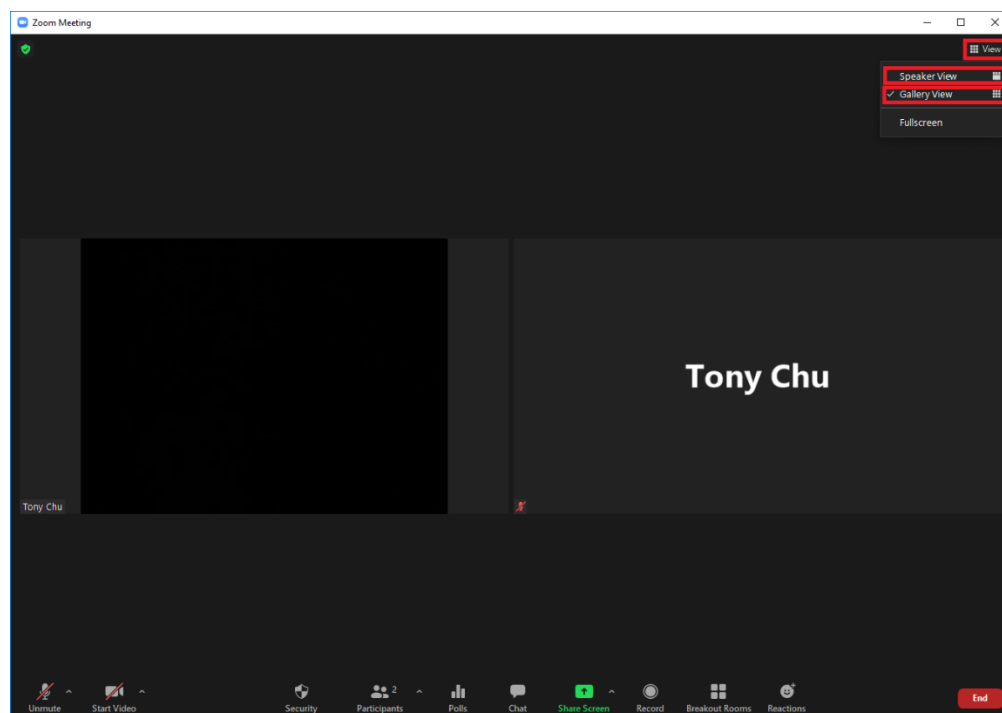 Zoom Meeting
View
Speaker View
Gallery View
Fullscreen
Tony Chu
Tony Chu
Unmute
Start Video
Security
Participants
2
Polls
Chat
Share Screen
Record
Breakout Rooms
Reactions
End